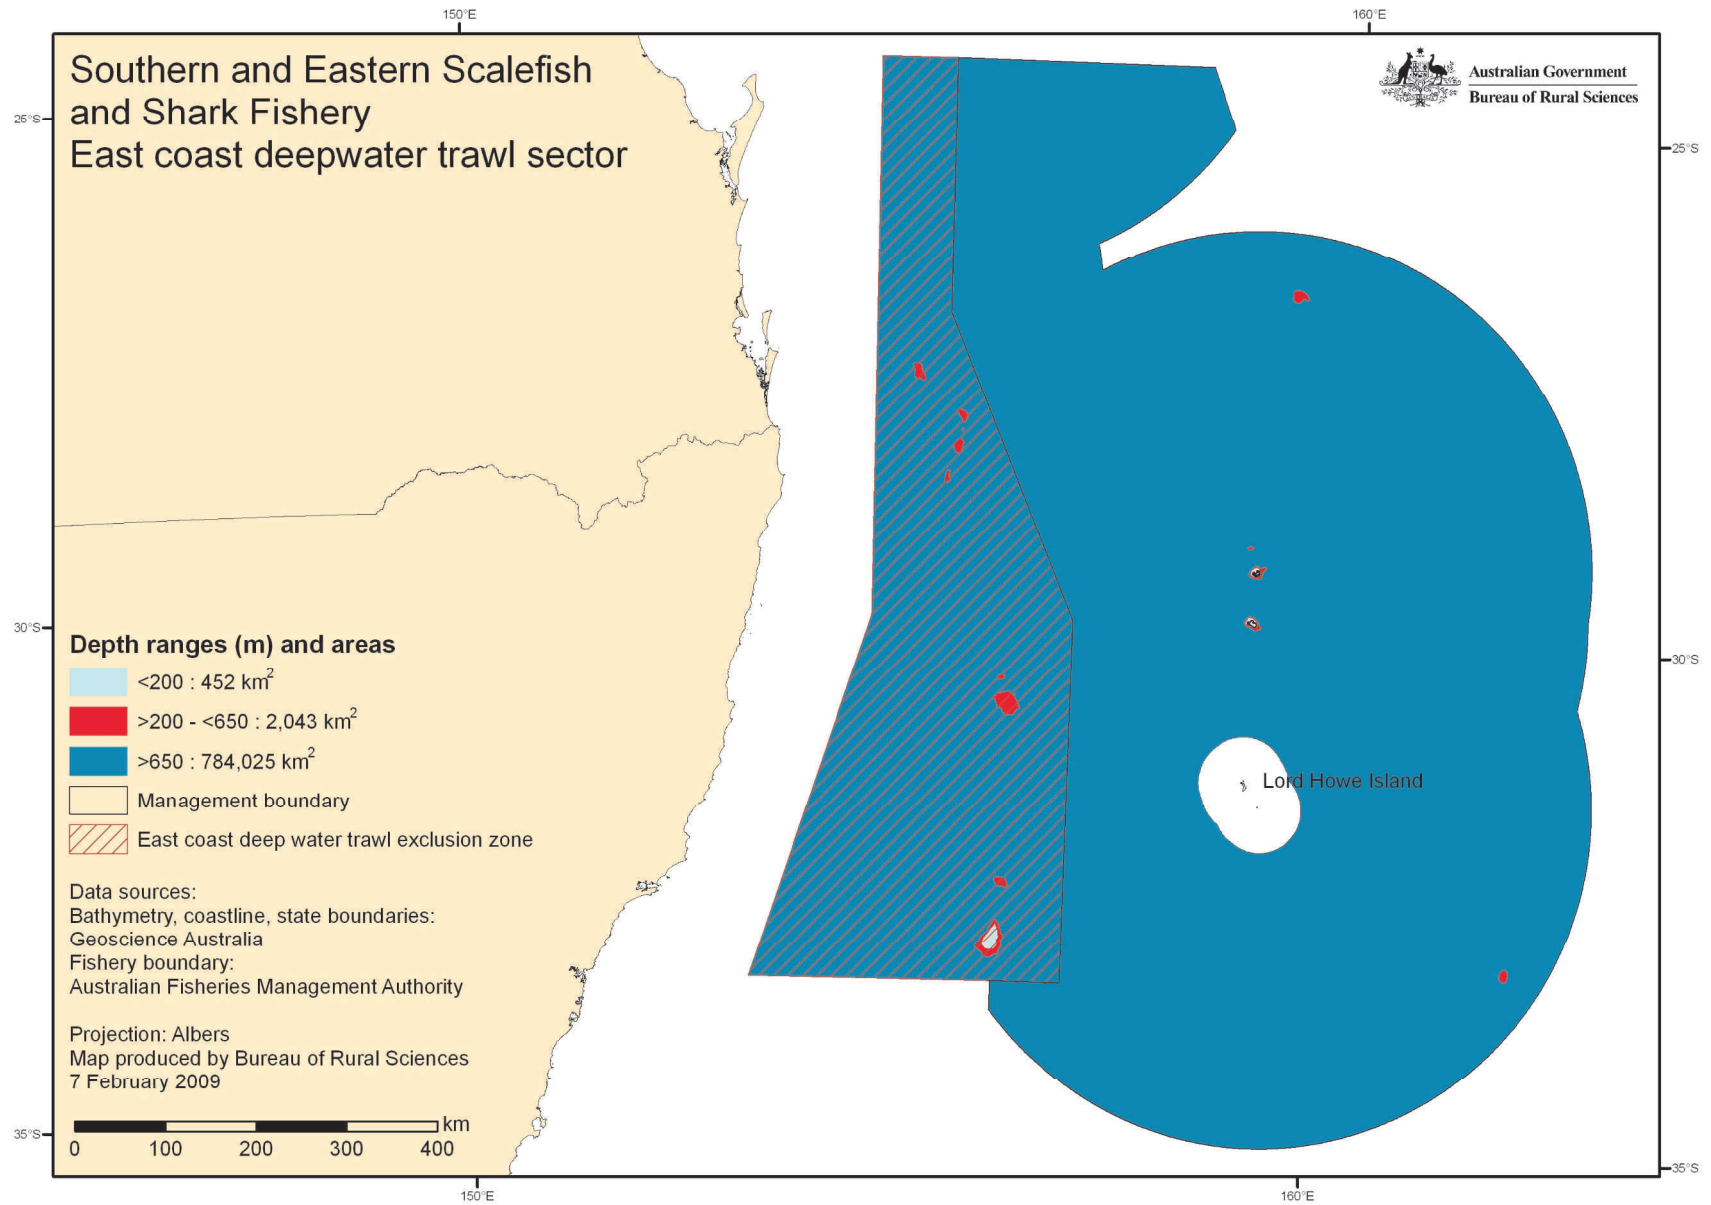 150°E
160°E
Southern and Eastern Scalefish
and Shark Fishery
East coast deepwater trawl sector
Australian Government
Bureau of Rural Sciences
25°S
25°S
30°S
30°S
Depth ranges (m) and areas
<200 : 452 km²
>200 - <650 : 2,043 km²
>650 : 784,025 km²
Management boundary
East coast deep water trawl exclusion zone
Lord Howe Island
Data sources:
Bathymetry, coastline, state boundaries:
Geoscience Australia
Fishery boundary:
Australian Fisheries Management Authority
Projection: Albers
Map produced by Bureau of Rural Sciences
7 February 2009
km
0 100 200 300 400
35°S
35°S
150°E
160°E